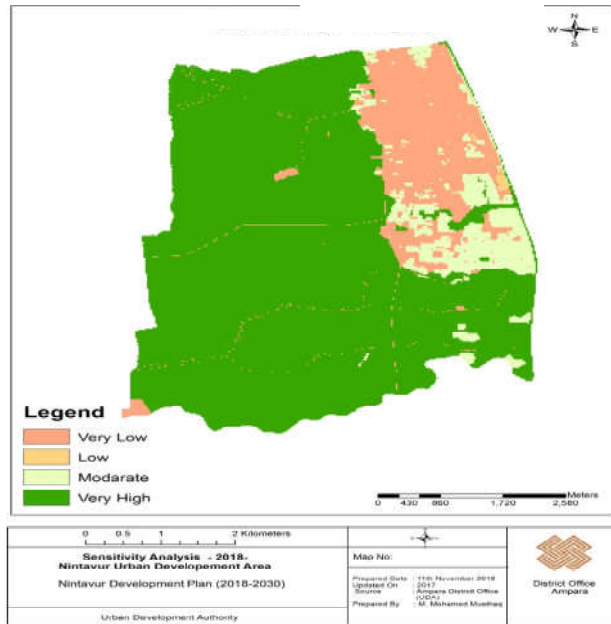 N
W E
S
Legend
Very Low
Low
Modarate
Very High
Meters
0 430 860 1,720 2,580
0 0.5 1 2 Kilometers
Sensitivity Analysis - 2018-
Nintavur Urban Developement Area
Nintavur Development Plan (2018-2030)
Urban Development Authority
Map No:
Prepared Date : 11th November 2018
Updated On : 2017
Source : Ampara District Office
(UDA)
Prepared By : M. Mohamed
District Office
Ampara